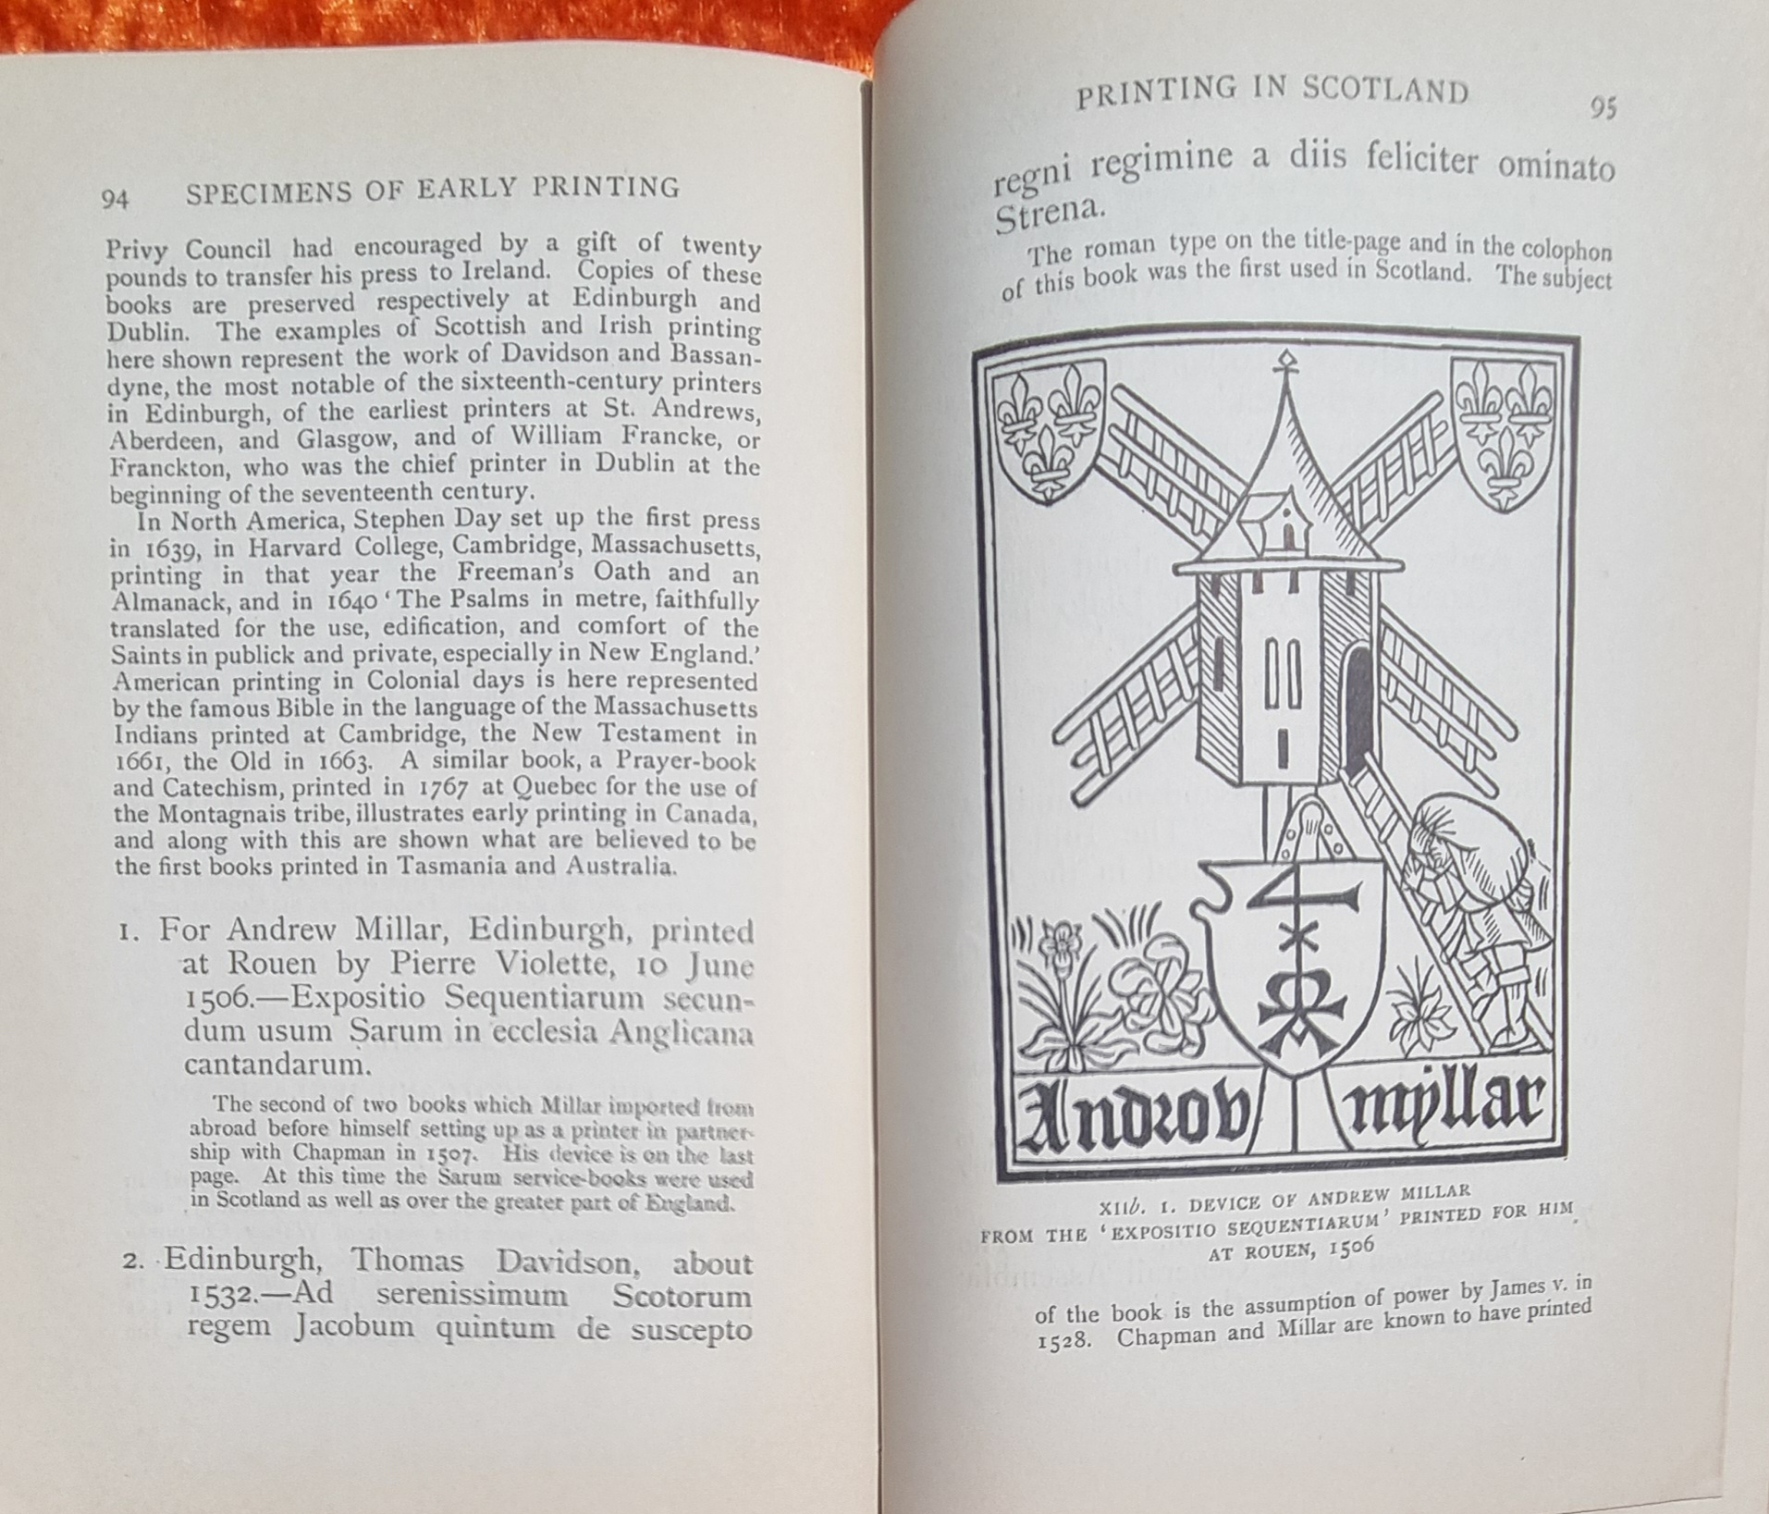 94 SPECIMENS OF EARLY PRINTING
Privy Council had encouraged by a gift of twenty
pounds to transfer his press to Ireland. Copies of these
books are preserved respectively at Edinburgh and
Dublin. The examples of Scottish and Irish printing
here shown represent the work of Davidson and Bassan-
dyne, the most notable of the sixteenth-century printers
in Edinburgh, of the earliest printers at St. Andrews,
Aberdeen, and Glasgow, and of William Francke, or
Franckton, who was the chief printer in Dublin at the
beginning of the seventeenth century.
In North America, Stephen Day set up the first press
in 1639, in Harvard College, Cambridge, Massachusetts,
printing in that year the Freeman's Oath and an
Almanack, and in 1640 ‘The Psalms in metre, faithfully
translated for the use, edification, and comfort of the
Saints in publick and private, especially in New England.’
American printing in Colonial days is here represented
by the famous Bible in the language of the Massachusetts
Indians printed at Cambridge, the New Testament in
1661, the Old in 1663. A similar book, a Prayer-book
and Catechism, printed in 1767 at Quebec for the use of
the Montagnais tribe, illustrates early printing in Canada,
and along with this are shown what are believed to be
the first books printed in Tasmania and Australia.
1. For Andrew Millar, Edinburgh, printed
at Rouen by Pierre Violette, 10 June
1506.—Expositio Sequentiarum secun-
dum usum Sarum in ecclesia Anglicana
cantandarum.
The second of two books which Millar imported from
abroad before himself setting up as a printer in partner-
ship with Chapman in 1507. His device is on the last
page. At this time the Sarum service-books were used
in Scotland as well as over the greater part of England.
2. Edinburgh, Thomas Davidson, about
1532.—Ad serenissimum Scotorum
regem Jacobum quintum de suscepto
PRINTING IN SCOTLAND 95
regni regimine a diis feliciter ominato
Strena.
The roman type on the title-page and in the colophon
of this book was the first used in Scotland. The subject
Androv myllar
XIIb. 1. DEVICE OF ANDREW MILLAR
FROM THE ‘EXPOSITIO SEQUENTIARUM’ PRINTED FOR HIM
AT ROUEN, 1506
of the book is the assumption of power by James v. in
1528. Chapman and Millar are known to have printed